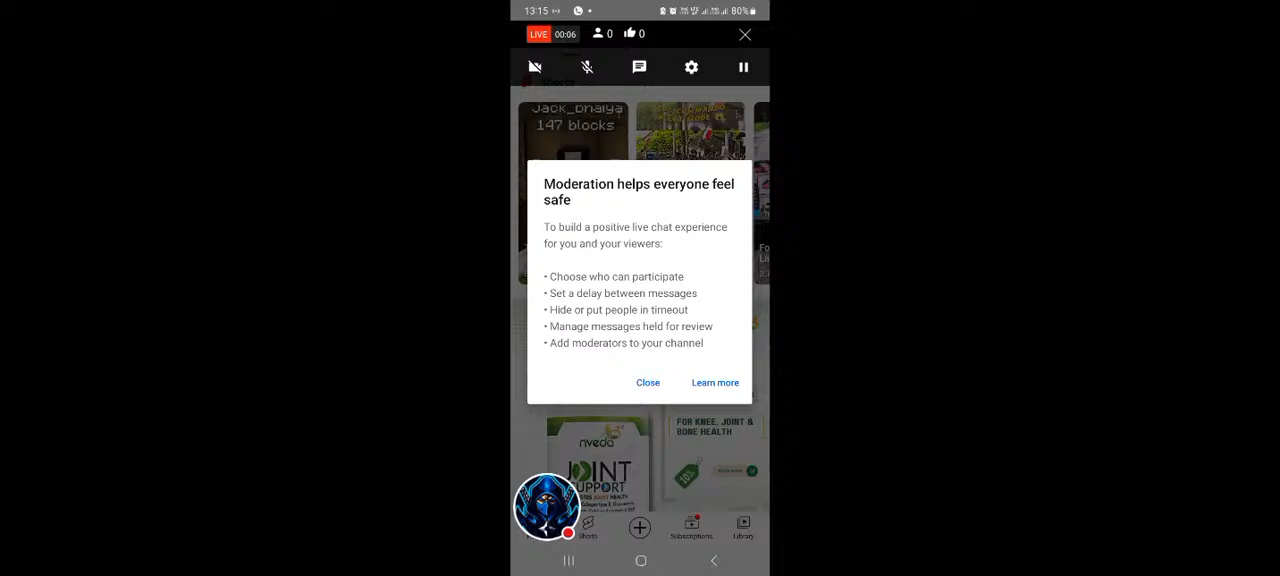 13:15
80%
LIVE 00:06 0 0
Shorts
Jack_bhaiya
147 blocks
Moderation helps everyone feel
safe
To build a positive live chat experience
for you and your viewers:
• Choose who can participate
• Set a delay between messages
• Hide or put people in timeout
• Manage messages held for review
• Add moderators to your channel
Close Learn more
FOR KNEE, JOINT &
BONE HEALTH
nveda
JOINT
SUPPORT
10%
Shorts Subscriptions Library